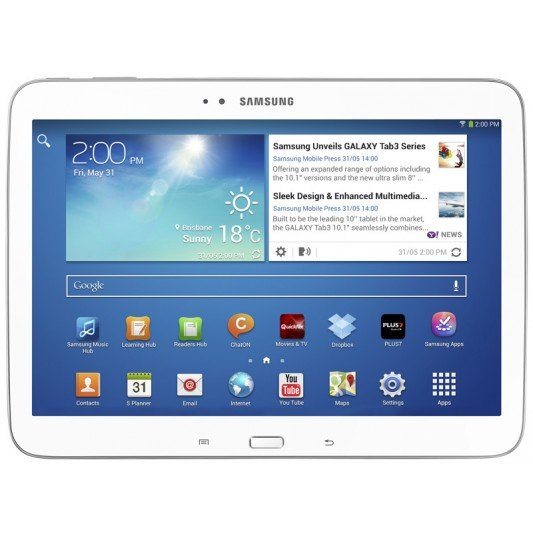 SAMSUNG
2:00 PM
2:00 PM
Fri, May 31
Brisbane
Sunny
18°C
31/05 2:00 PM
Samsung Unveils GALAXY Tab3 Series
Samsung Mobile Press 31/05 14:00
Offering an expanded range of options including
the 10.1" versions and the new ultra slim 8" ...
Sleek Design & Enhanced Multimedia...
Samsung Mobile Press 31/05 14:00
Built to be the leading 10" tablet in the market,
the GALAXY Tab3 10.1" seamlessly combines...
Y! NEWS
31/05 2:00 PM
Google
Samsung Music
Hub
Learning Hub
Readers Hub
C
ChatON
Quickflix
Movies & TV
Dropbox
PLUS7
PLUS7
Samsung Apps
Contacts
31
S Planner
@
Email
Internet
You
Tube
You Tube
Maps
Settings
Apps